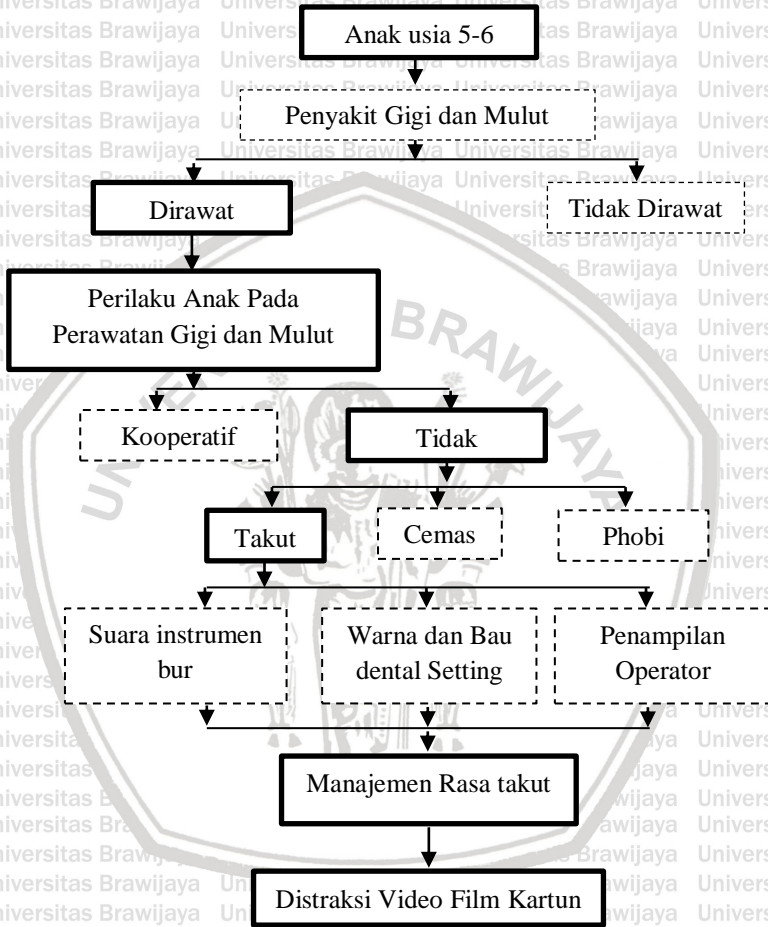 Anak usia 5-6
Penyakit Gigi dan Mulut
Dirawat
Tidak Dirawat
Perilaku Anak Pada
Perawatan Gigi dan Mulut
Kooperatif
Tidak
Takut
Cemas
Phobi
Suara instrumen
bur
Warna dan Bau
dental Setting
Penampilan
Operator
Manajemen Rasa takut
Distraksi Video Film Kartun